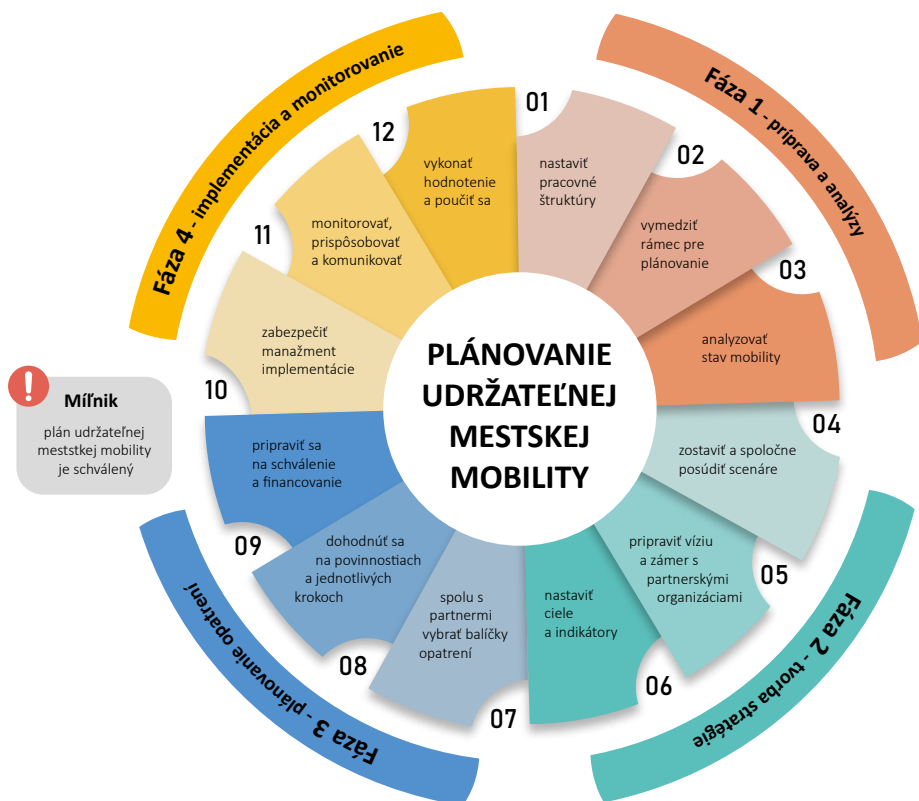 PLÁNOVANIE
UDRŽATEĽNEJ
MESTSKEJ
MOBILITY
Fáza 1 - príprava a analýzy
01
nastaviť
pracovné
štruktúry
02
vymedziť
rámec pre
plánovanie
03
analyzovať
stav mobility
Fáza 2 - tvorba stratégie
04
zostaviť a spoločne
posúdiť scenáre
05
pripraviť víziu
a zámer s
partnerskými
organizáciami
06
nastaviť
ciele
a indikátory
Fáza 3 - plánovanie opatrení
07
spolu s
partnermi
vybrať balíčky
opatrení
08
dohodnúť sa
na povinnostiach
a jednotlivých
krokoch
09
pripraviť sa
na schválenie
a financovanie
!
Míľnik
plán udržateľnej
meststkej mobility
je schválený
Fáza 4 - implementácia a monitorovanie
10
zabezpečiť
manažment
implementácie
11
monitorovať,
prispôsobovať
a komunikovať
12
vykonať
hodnotenie
a poučiť sa